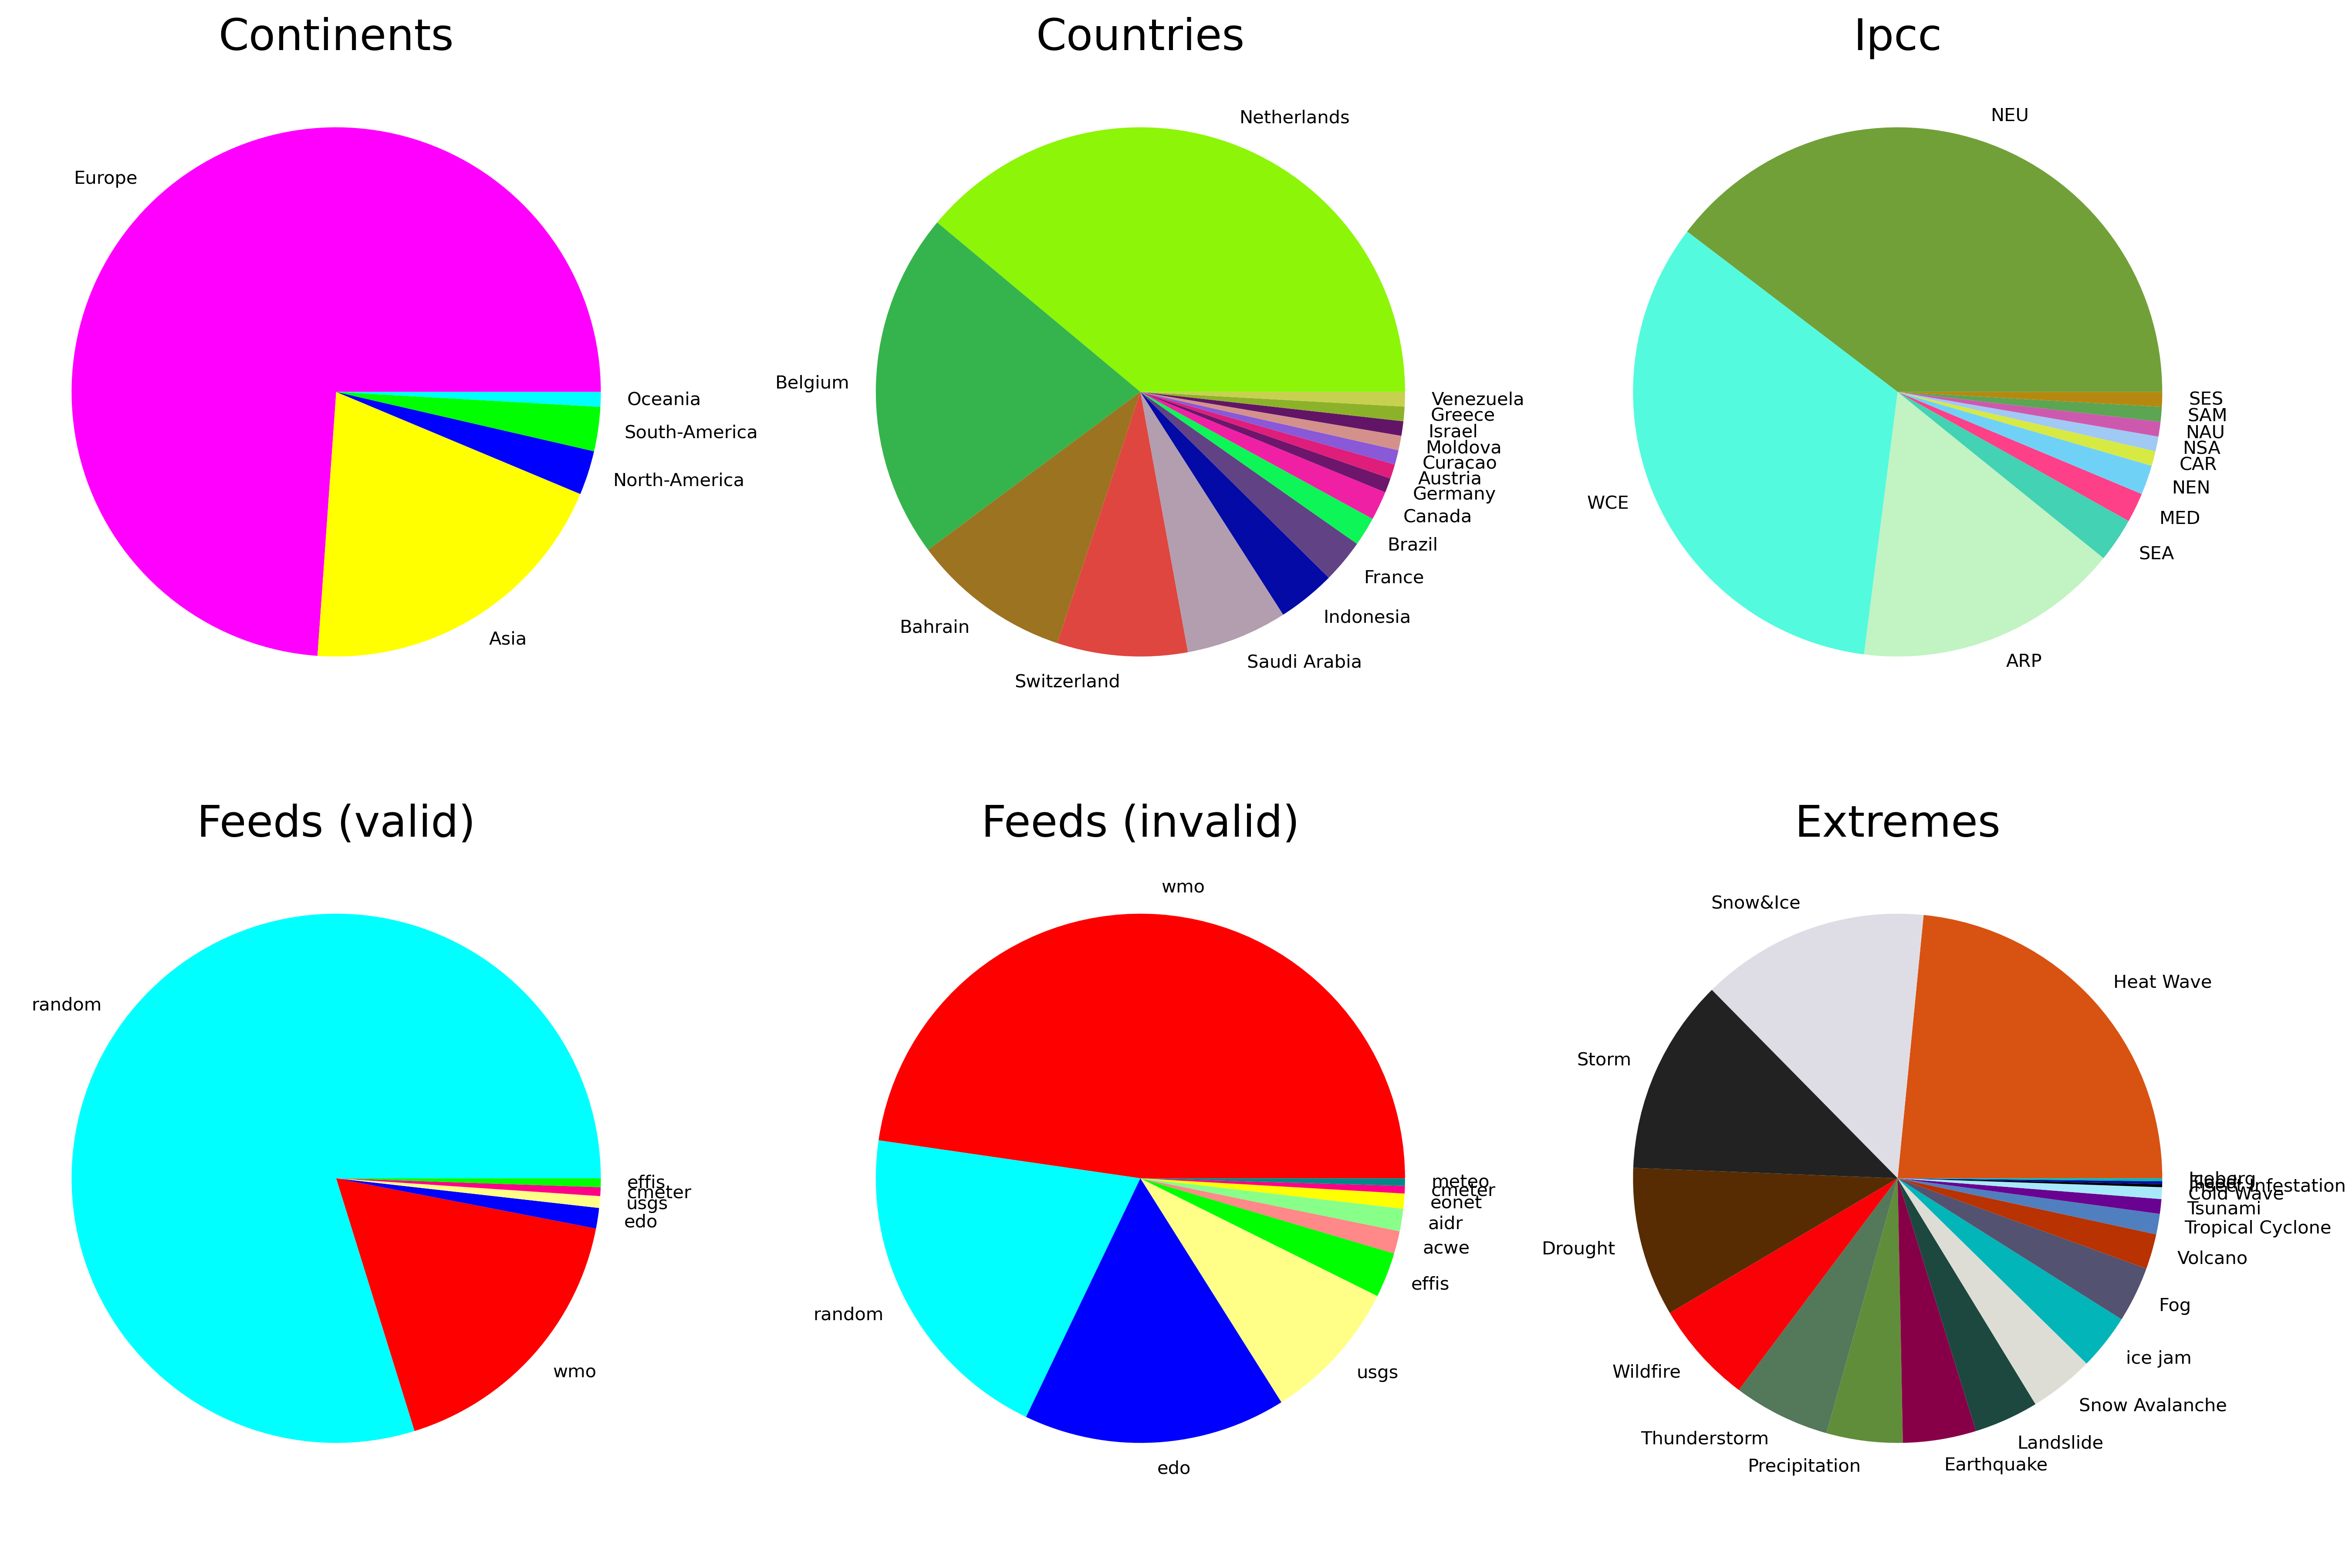 Continents
Europe
Oceania
South-America
North-America
Asia
Countries
Netherlands
Belgium
Venezuela
Greece
Israel
Moldova
Curacao
Austria
Germany
Canada
Brazil
France
Indonesia
Bahrain
Saudi Arabia
Switzerland
Ipcc
NEU
WCE
SES
SAM
NAU
NSA
CAR
NEN
MED
SEA
ARP
Feeds (valid)
random
effis
cmeter
usgs
edo
wmo
Feeds (invalid)
wmo
random
meteo
cmeter
eonet
aidr
acwe
effis
usgs
edo
Extremes
Snow&Ice
Heat Wave
Storm
Drought
Wildfire
Thunderstorm
Precipitation
Iceberg
Insect Infestation
Cold Wave
Tsunami
Tropical Cyclone
Volcano
Fog
ice jam
Snow Avalanche
Landslide
Earthquake